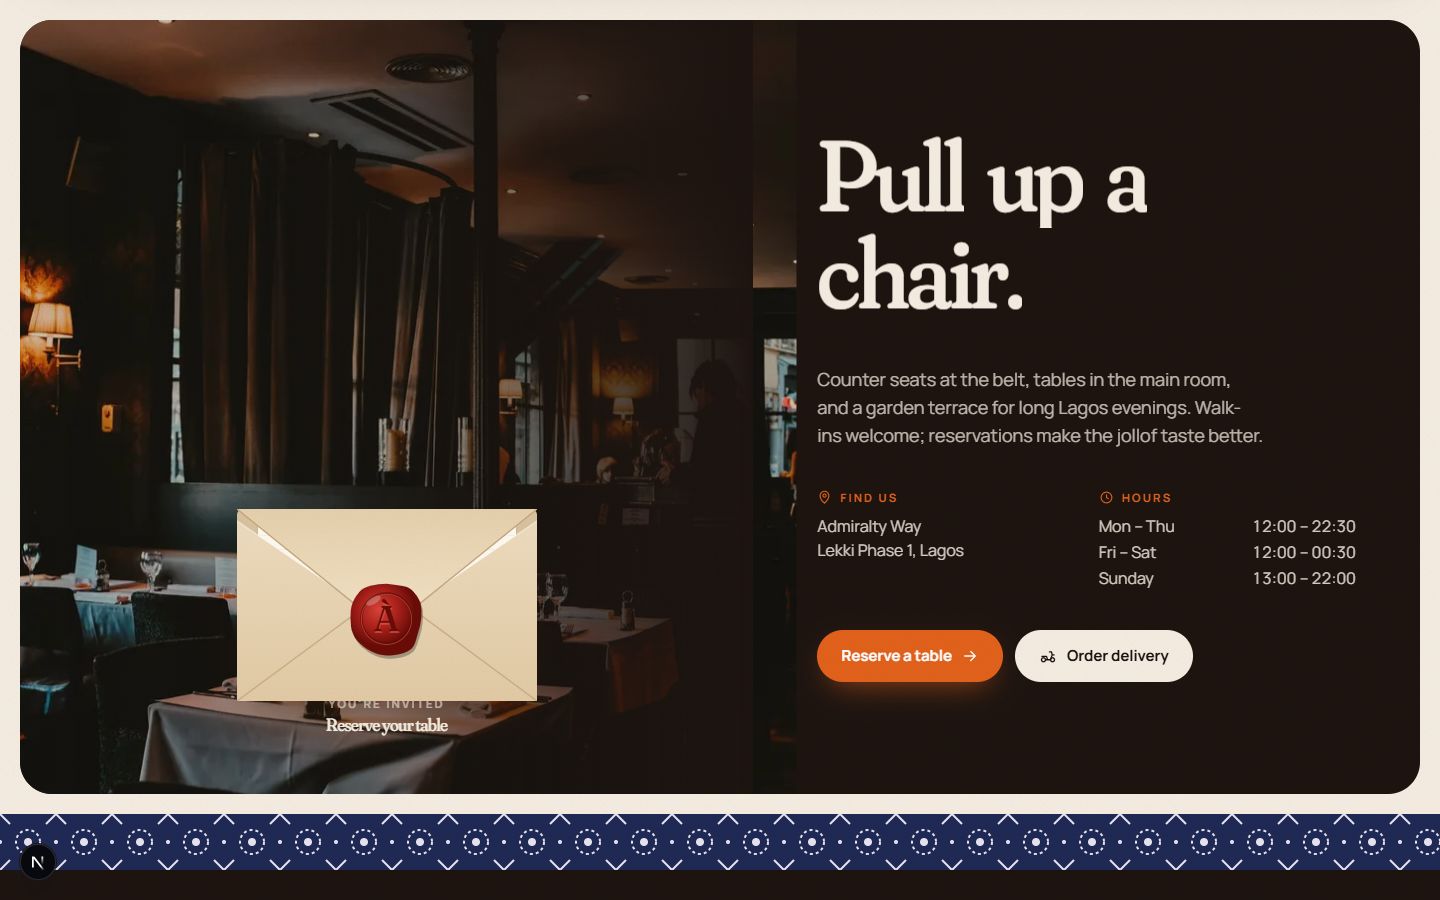 Pull up a
chair.
Counter seats at the belt, tables in the main room,
and a garden terrace for long Lagos evenings. Walk-
ins welcome; reservations make the jollof taste better.
FIND US
Admiralty Way
Lekki Phase 1, Lagos
HOURS
Mon – Thu 12:00 – 22:30
Fri – Sat 12:00 – 00:30
Sunday 13:00 – 22:00
Reserve a table →
Order delivery
À
YOU'RE INVITED
Reserve your table
N